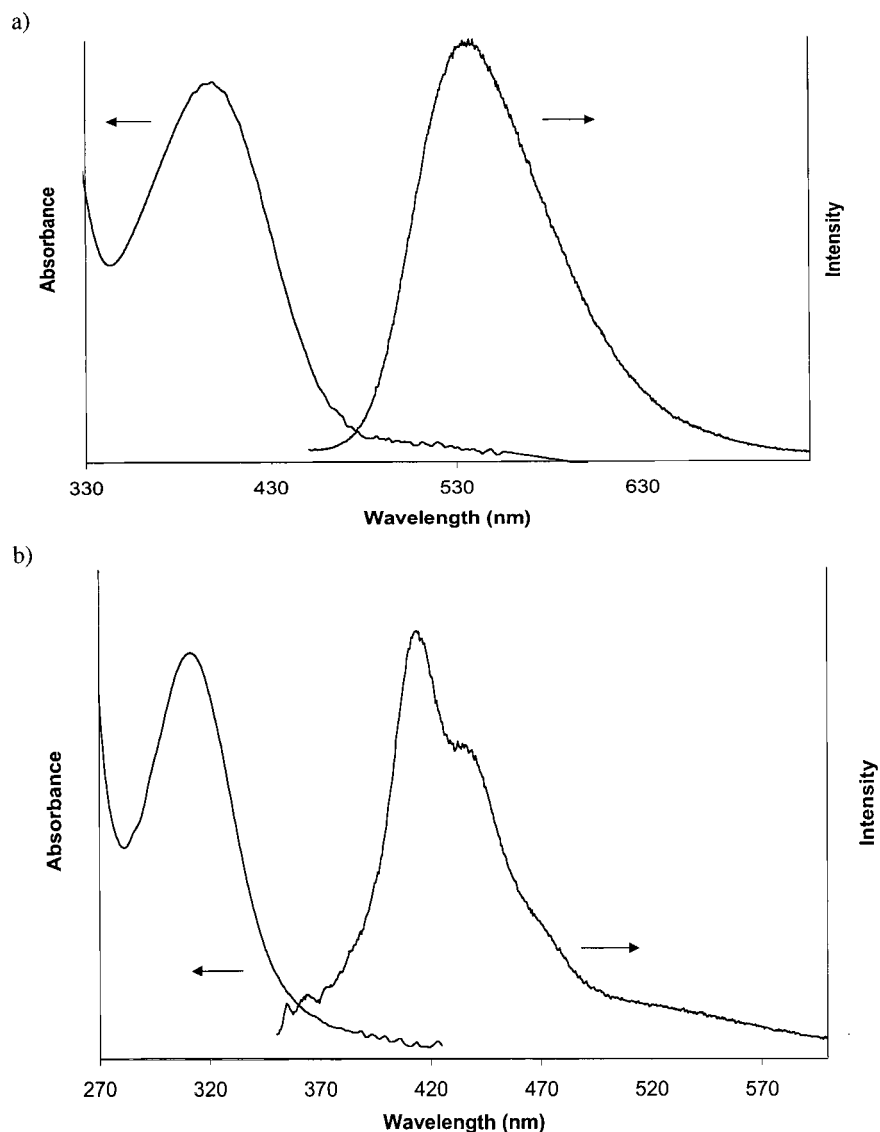 a)
Absorbance
Intensity
330 430 530 630
Wavelength (nm)
b)
Absorbance
Intensity
270 320 370 420 470 520 570
Wavelength (nm)